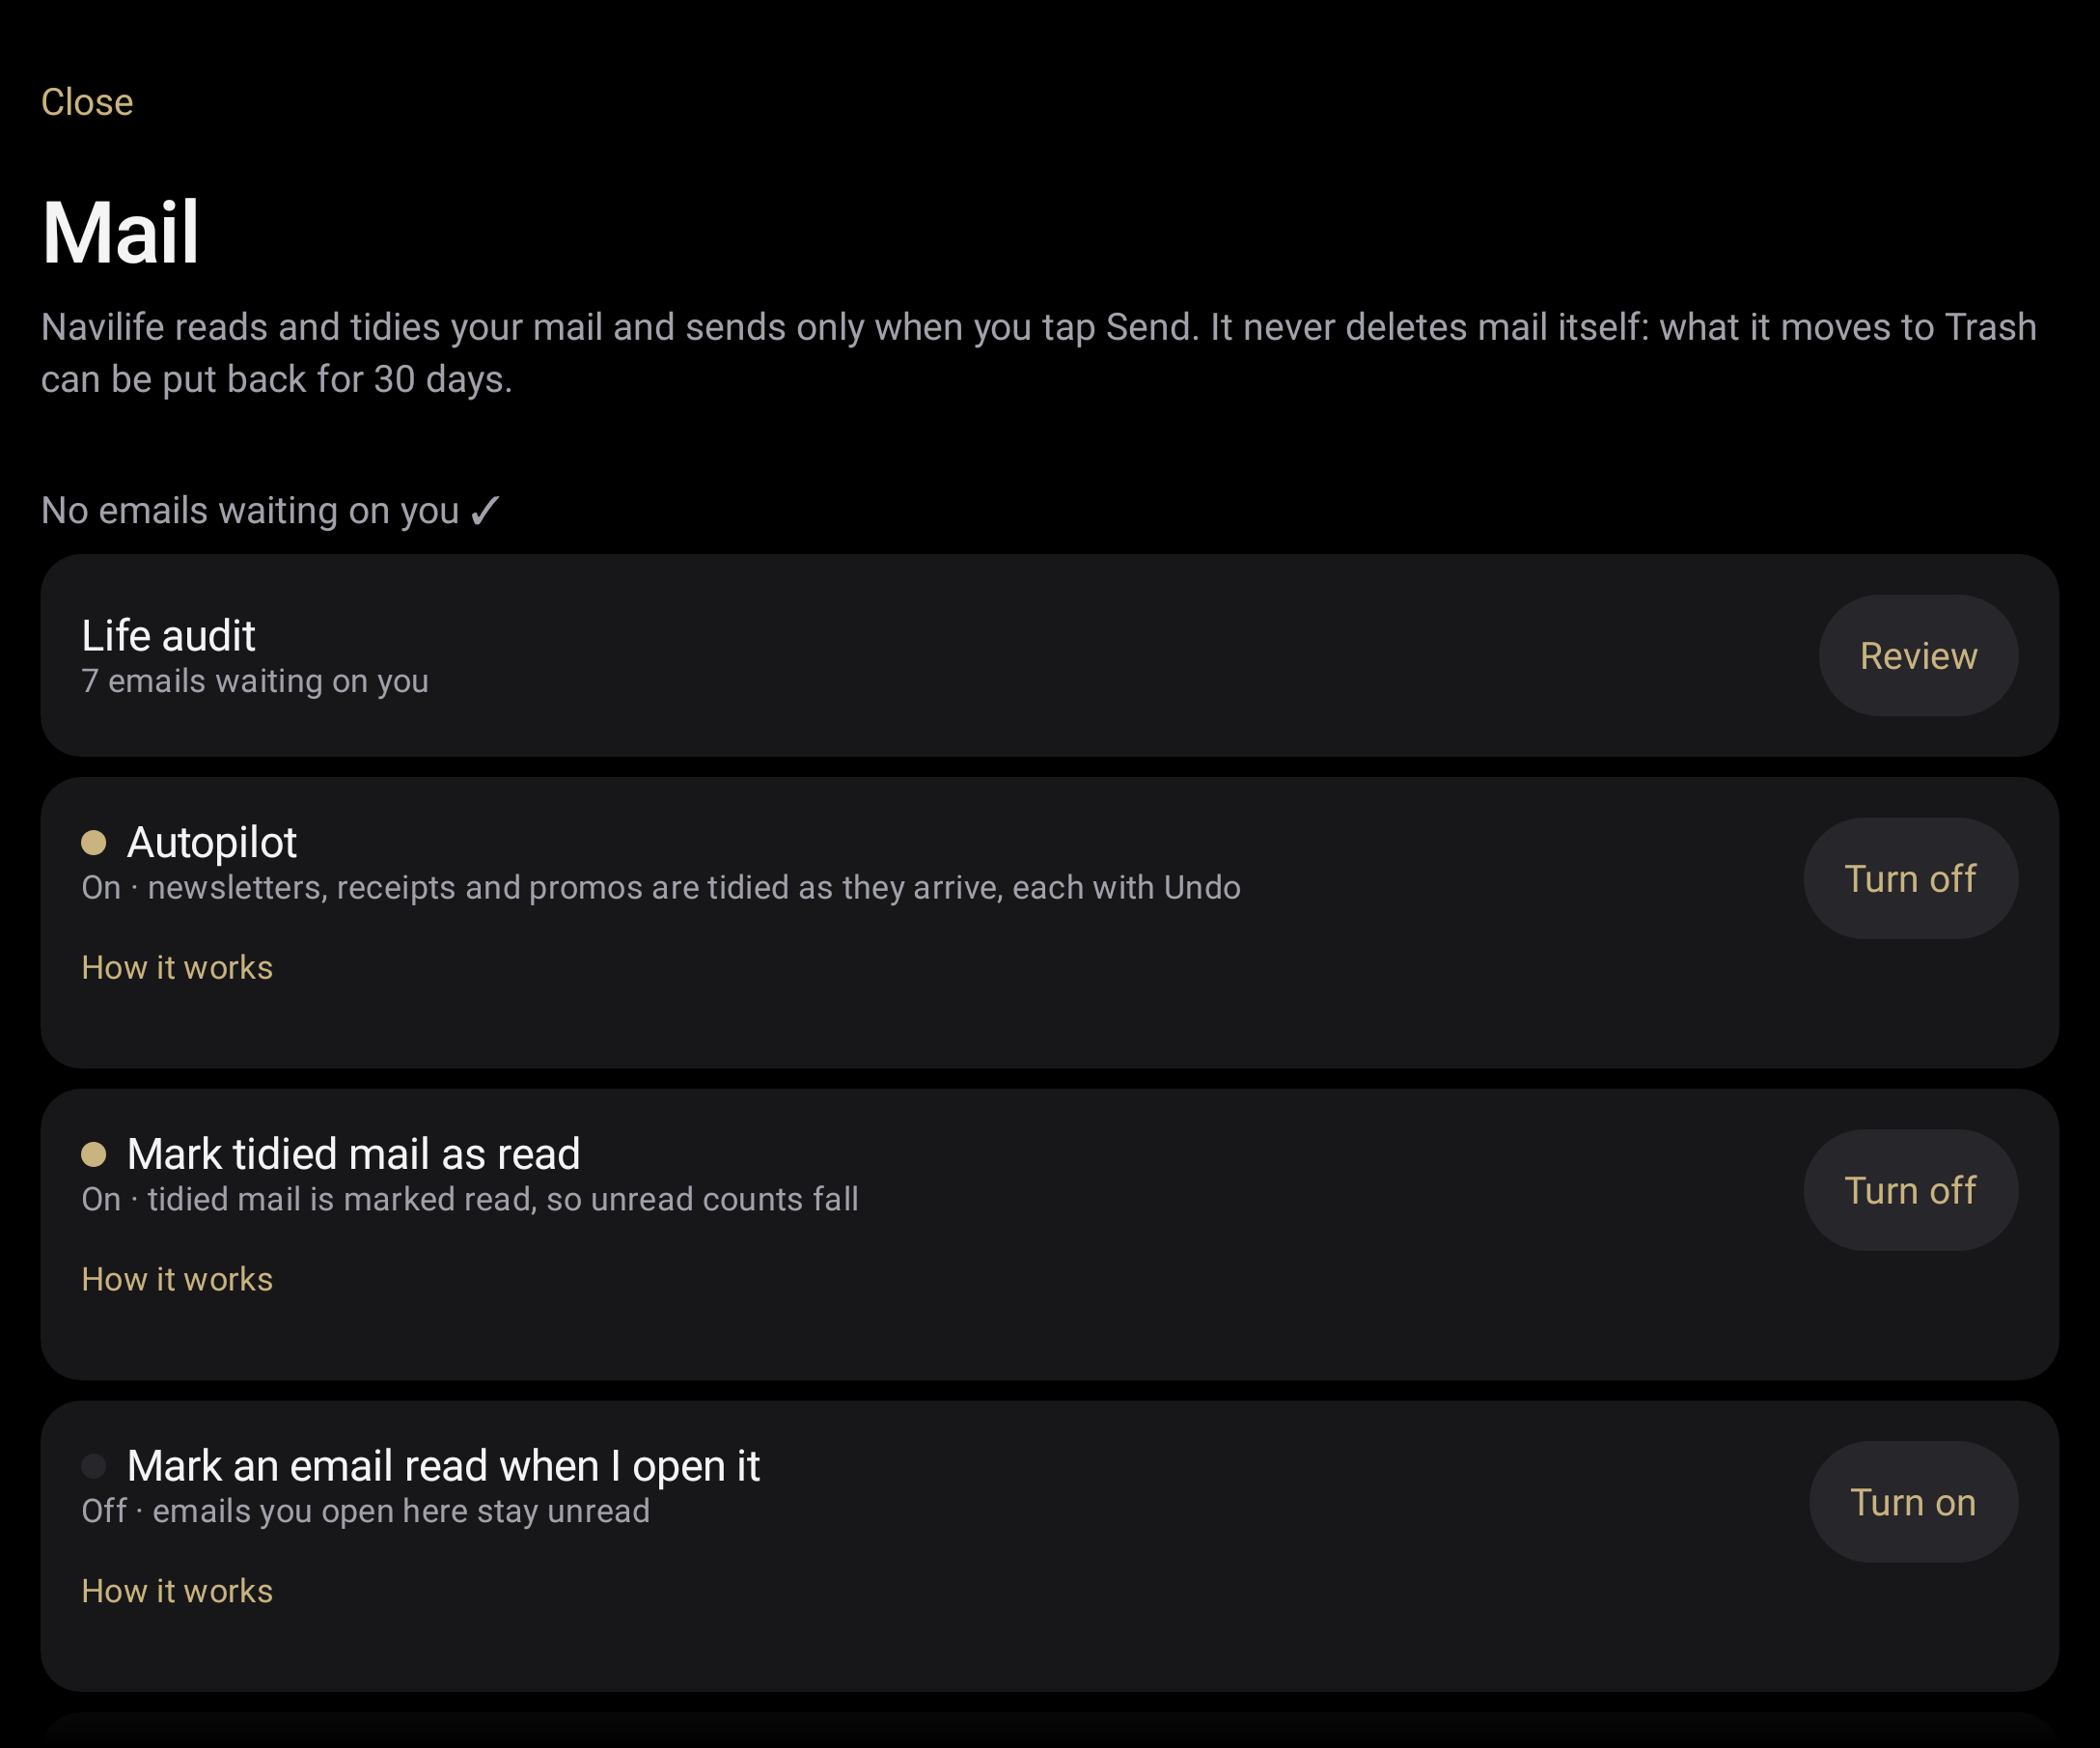 Close
Mail
Navilife reads and tidies your mail and sends only when you tap Send. It never deletes mail itself: what it moves to Trash
can be put back for 30 days.
No emails waiting on you ✓
Life audit
7 emails waiting on you
Review
Autopilot
On · newsletters, receipts and promos are tidied as they arrive, each with Undo
Turn off
How it works
Mark tidied mail as read
On · tidied mail is marked read, so unread counts fall
Turn off
How it works
Mark an email read when I open it
Off · emails you open here stay unread
Turn on
How it works